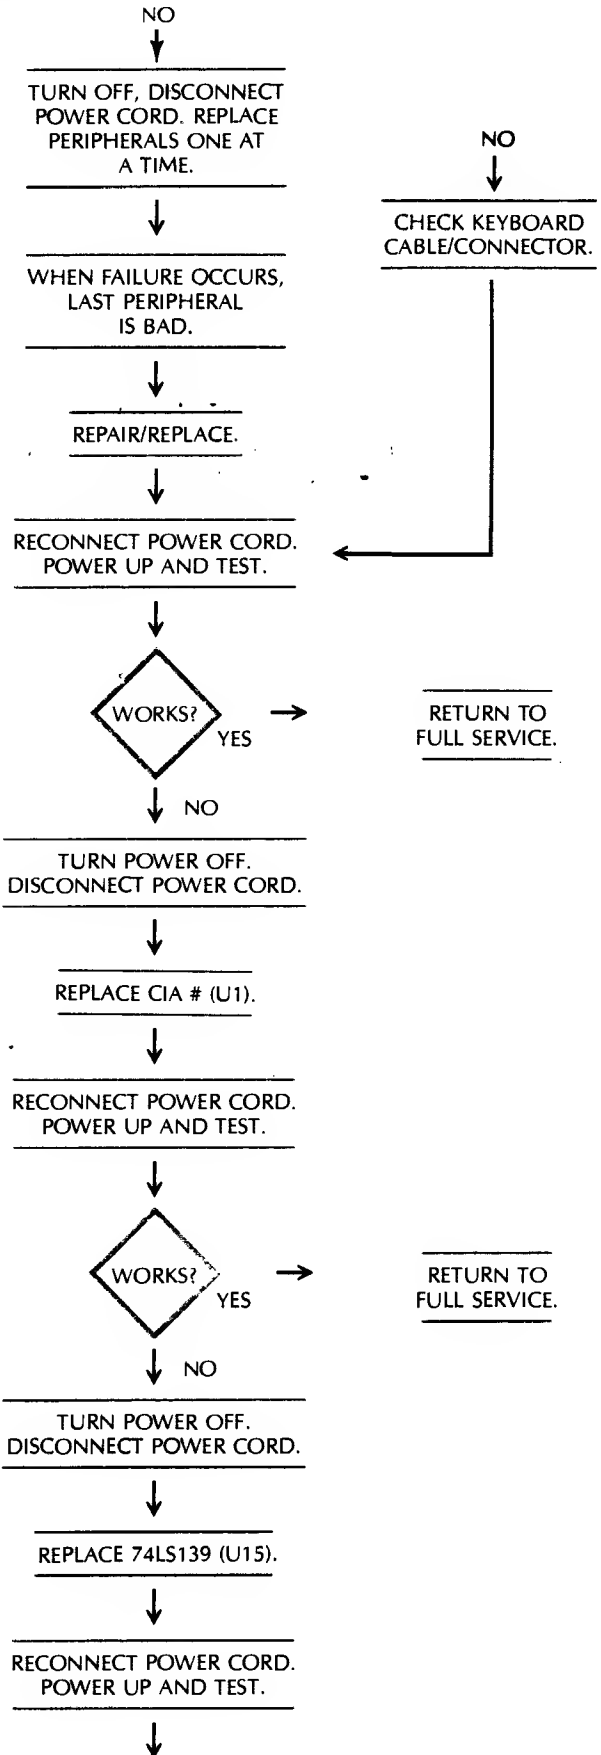 NO
TURN OFF, DISCONNECT
POWER CORD. REPLACE
PERIPHERALS ONE AT
A TIME.
NO
CHECK KEYBOARD
CABLE/CONNECTOR.
WHEN FAILURE OCCURS,
LAST PERIPHERAL
IS BAD.
REPAIR/REPLACE.
RECONNECT POWER CORD.
POWER UP AND TEST.
WORKS?
YES
RETURN TO
FULL SERVICE.
NO
TURN POWER OFF.
DISCONNECT POWER CORD.
REPLACE CIA # (U1).
RECONNECT POWER CORD.
POWER UP AND TEST.
WORKS?
YES
RETURN TO
FULL SERVICE.
NO
TURN POWER OFF.
DISCONNECT POWER CORD.
REPLACE 74LS139 (U15).
RECONNECT POWER CORD.
POWER UP AND TEST.